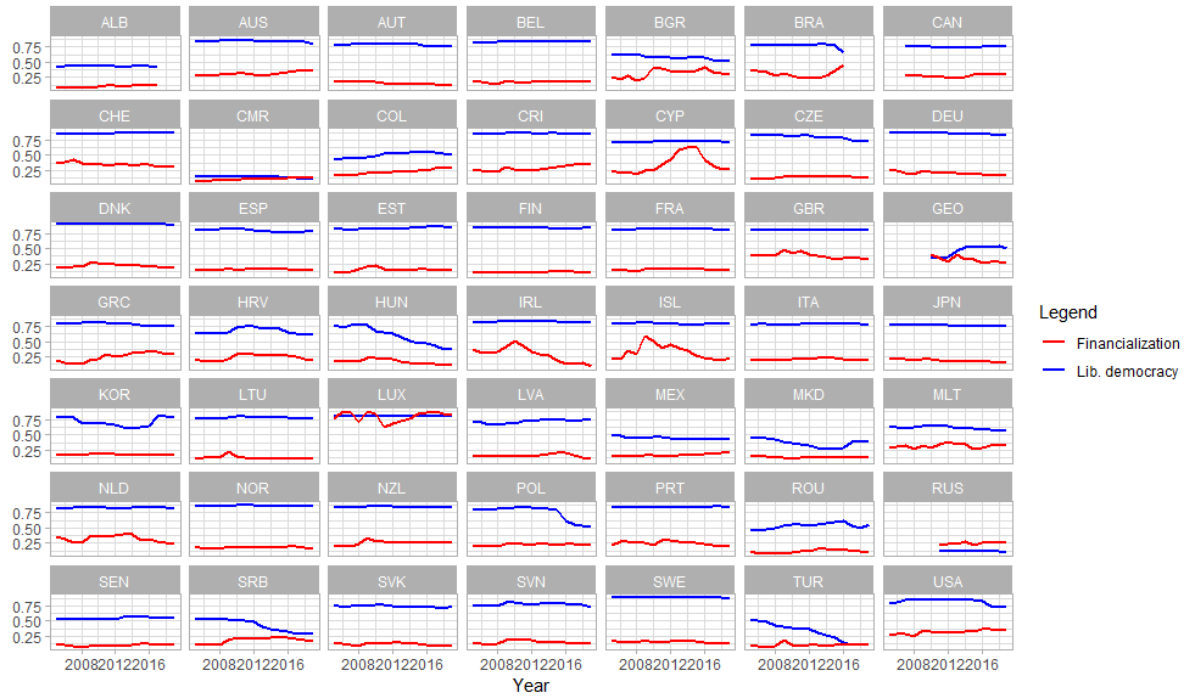 ALB AUS AUT BEL BGR BRA CAN
0.75
0.50
0.25
CHE CMR COL CRI CYP CZE DEU
0.75
0.50
0.25
DNK ESP EST FIN FRA GBR GEO
0.75
0.50
0.25
GRC HRV HUN IRL ISL ITA JPN
0.75
0.50
0.25
Legend
Financialization
Lib. democracy
KOR LTU LUX LVA MEX MKD MLT
0.75
0.50
0.25
NLD NOR NZL POL PRT ROU RUS
0.75
0.50
0.25
SEN SRB SVK SVN SWE TUR USA
0.75
0.50
0.25
200820122016 200820122016 200820122016 200820122016 200820122016 200820122016 200820122016
Year